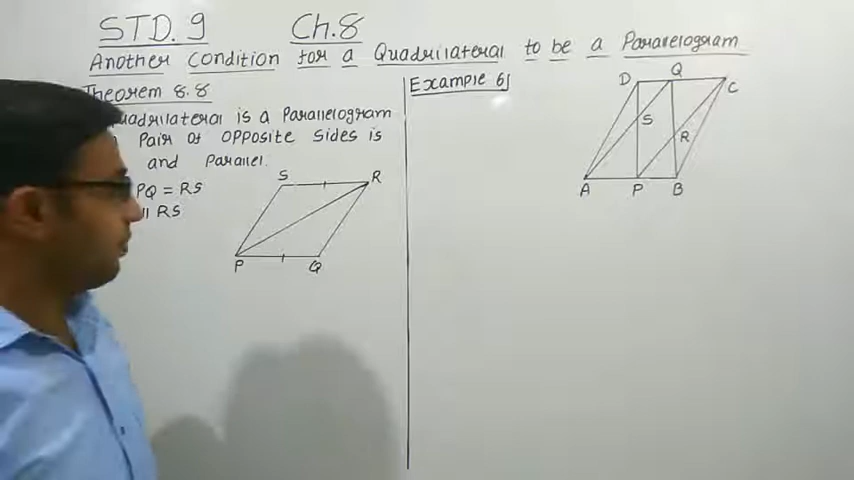 STD. 9 Ch.8
Another Condition for a Quadrilateral to be a Parallelogram
Theorem 8.8
Quadrilateral is a Parallelogram
Pair of opposite sides is
and Parallel.
PQ = RS
|| RS
S R
P Q
Example 6
D Q C
S
R
A P B